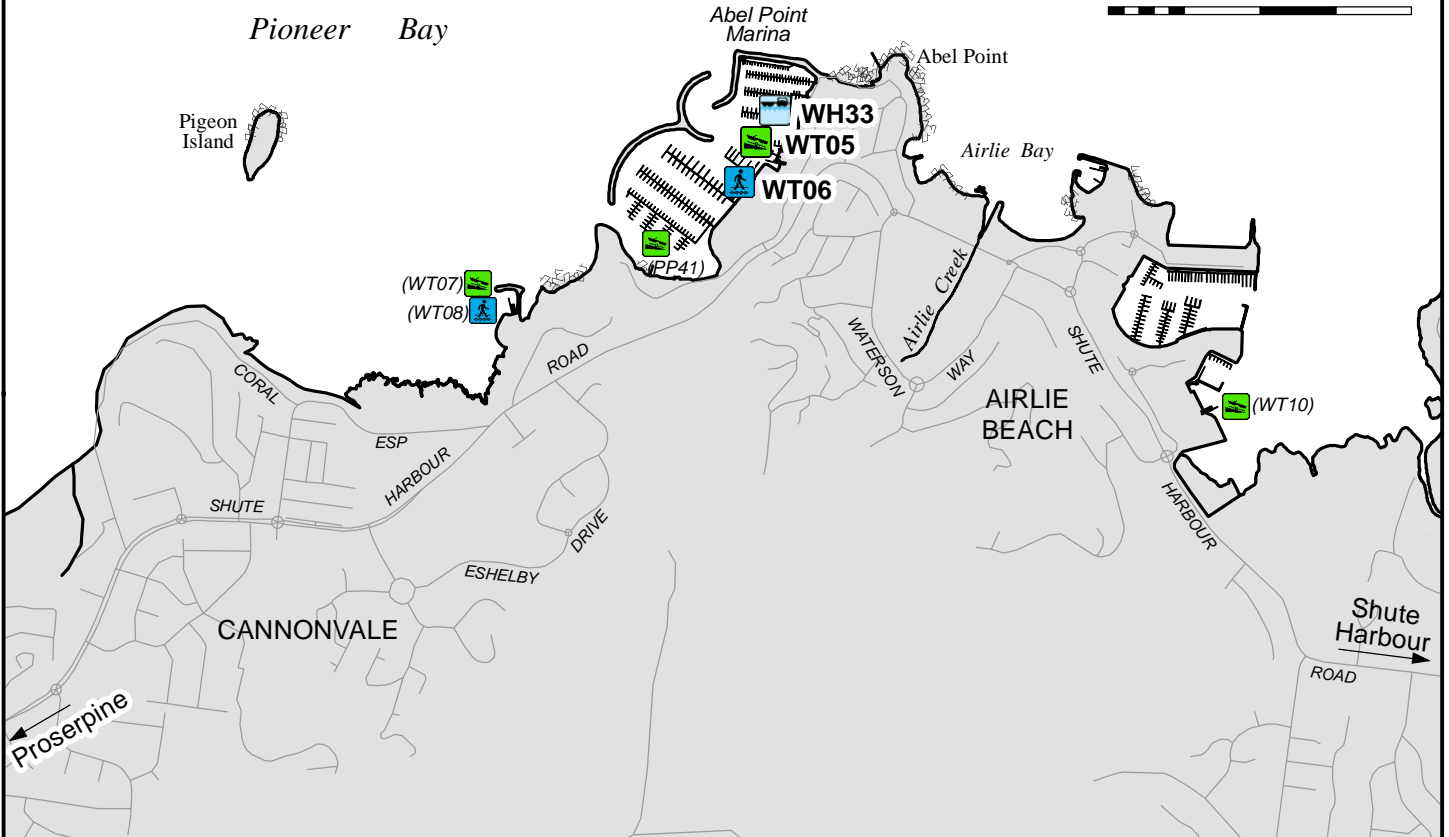 Pioneer Bay
Abel Point
Marina
Abel Point
Pigeon
Island
WH33
WT05
WT06
Airlie Bay
(PP41)
(WT07)
(WT08)
Airlie Creek
CORAL
ESP
ROAD
HARBOUR
SHUTE
WATERSON
WAY
SHUTE
AIRLIE
BEACH
(WT10)
HARBOUR
DRIVE
ESHELBY
CANNONVALE
Shute
Harbour
ROAD
Proserpine